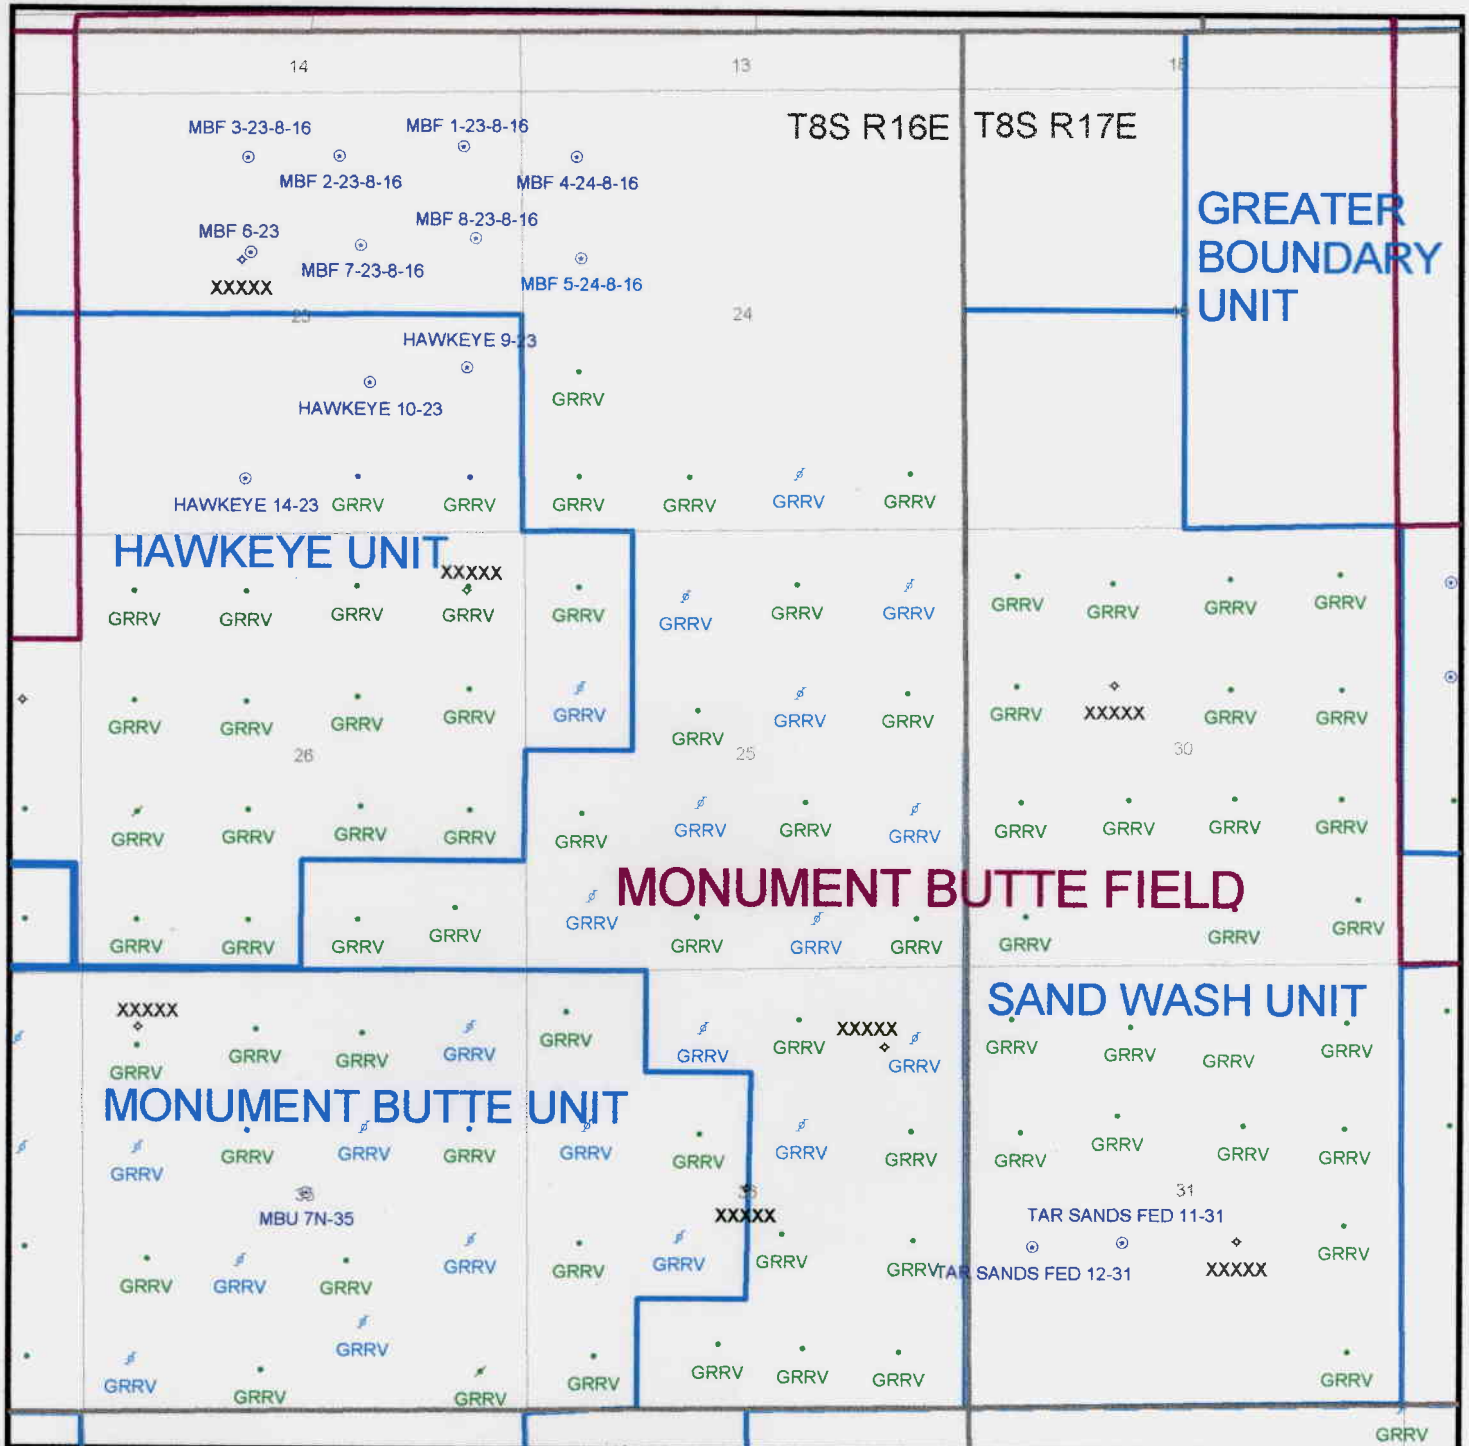 14 13 18
MBF 3-23-8-16 MBF 1-23-8-16 T8S R16E T8S R17E
MBF 2-23-8-16 MBF 4-24-8-16
GREATER
BOUNDARY
UNIT
MBF 6-23 MBF 8-23-8-16
MBF 7-23-8-16 MBF 5-24-8-16
XXXXX
23 24
HAWKEYE 9-23
HAWKEYE 10-23 GRRV
HAWKEYE 14-23 GRRV GRRV GRRV GRRV GRRV GRRV
HAWKEYE UNIT XXXXX
GRRV GRRV GRRV GRRV GRRV GRRV GRRV GRRV GRRV GRRV GRRV GRRV
GRRV GRRV GRRV GRRV GRRV GRRV GRRV GRRV GRRV XXXXX GRRV GRRV
26 25 30
GRRV GRRV GRRV GRRV GRRV GRRV GRRV GRRV GRRV GRRV GRRV GRRV
MONUMENT BUTTE FIELD
GRRV GRRV GRRV GRRV GRRV GRRV GRRV GRRV GRRV GRRV GRRV
SAND WASH UNIT
XXXXX XXXXX
GRRV GRRV GRRV GRRV GRRV GRRV GRRV GRRV GRRV GRRV GRRV GRRV
MONUMENT BUTTE UNIT
GRRV GRRV GRRV GRRV GRRV GRRV GRRV GRRV GRRV GRRV GRRV GRRV
31
MBU 7N-35 XXXXX TAR SANDS FED 11-31
GRRV GRRV GRRV GRRV GRRV GRRV GRRV GRRV TAR SANDS FED 12-31 XXXXX GRRV
GRRV
GRRV GRRV GRRV GRRV GRRV GRRV GRRV GRRV
GRRV